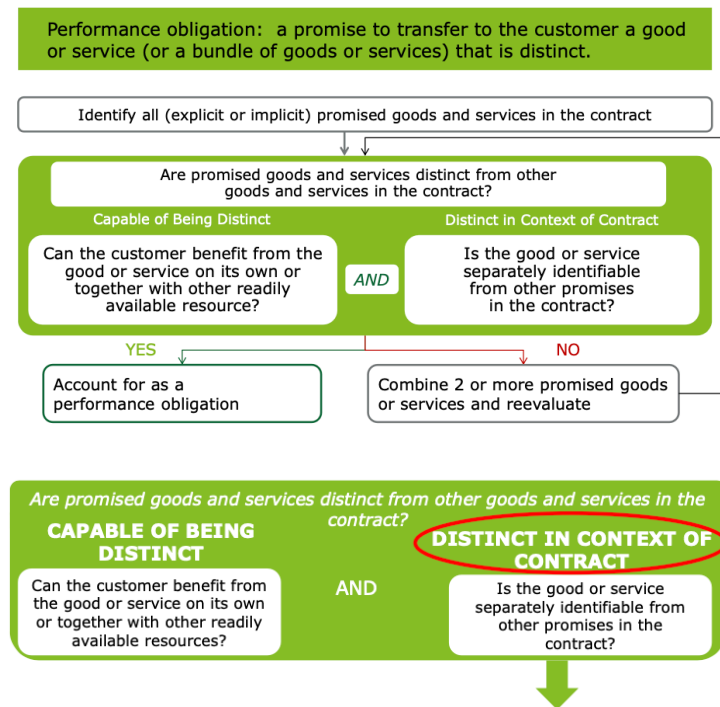 Performance obligation:  a promise to transfer to the customer a good
or service (or a bundle of goods or services) that is distinct.
Identify all (explicit or implicit) promised goods and services in the contract
Are promised goods and services distinct from other
goods and services in the contract?
Capable of Being Distinct
Distinct in Context of Contract
Can the customer benefit from the
good or service on its own or
together with other readily
available resource?
AND
Is the good or service
separately identifiable
from other promises
in the contract?
YES
NO
Account for as a
performance obligation
Combine 2 or more promised goods
or services and reevaluate
Are promised goods and services distinct from other goods and services in the
contract?
CAPABLE OF BEING
DISTINCT
DISTINCT IN CONTEXT OF
CONTRACT
Can the customer benefit from
the good or service on its own
or together with other readily
available resources?
AND
Is the good or service
separately identifiable from
other promises in the
contract?